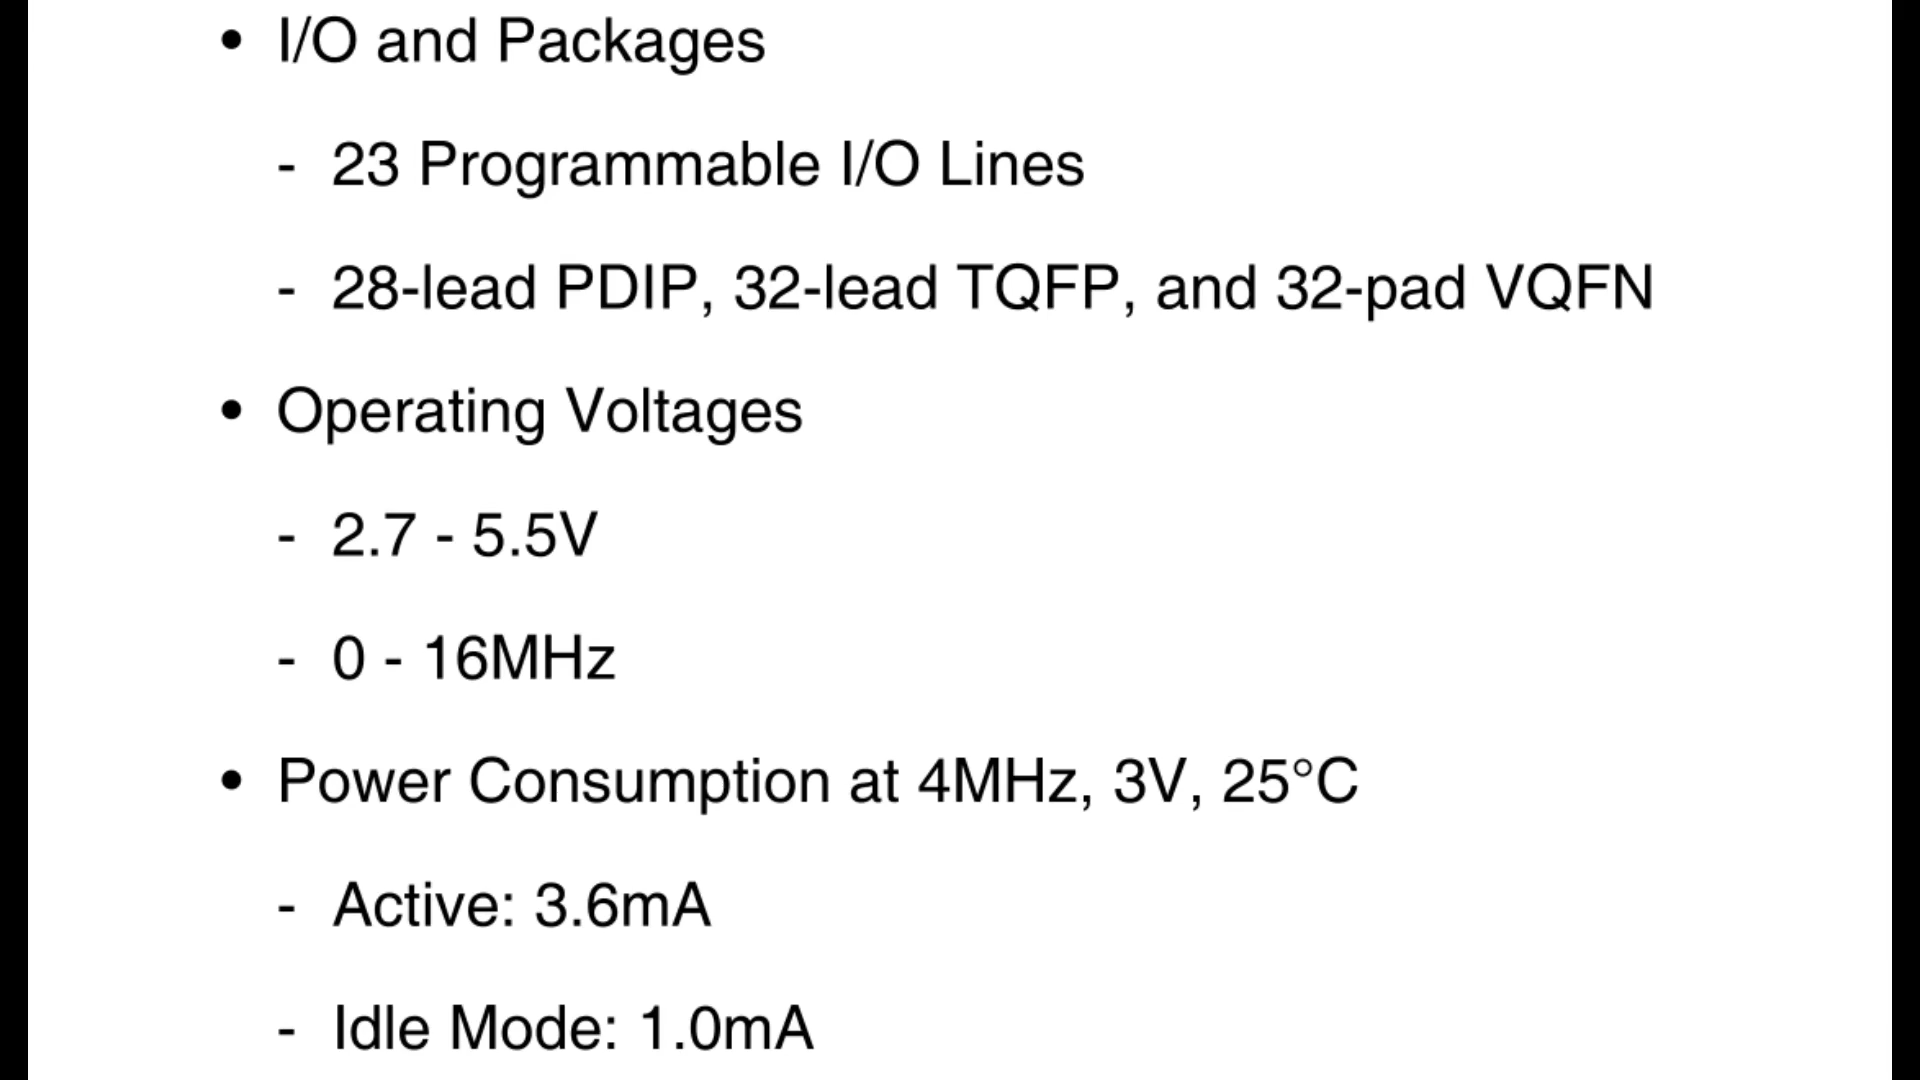 • I/O and Packages
- 23 Programmable I/O Lines
- 28-lead PDIP, 32-lead TQFP, and 32-pad VQFN
• Operating Voltages
- 2.7 - 5.5V
- 0 - 16MHz
• Power Consumption at 4MHz, 3V, 25°C
- Active: 3.6mA
- Idle Mode: 1.0mA